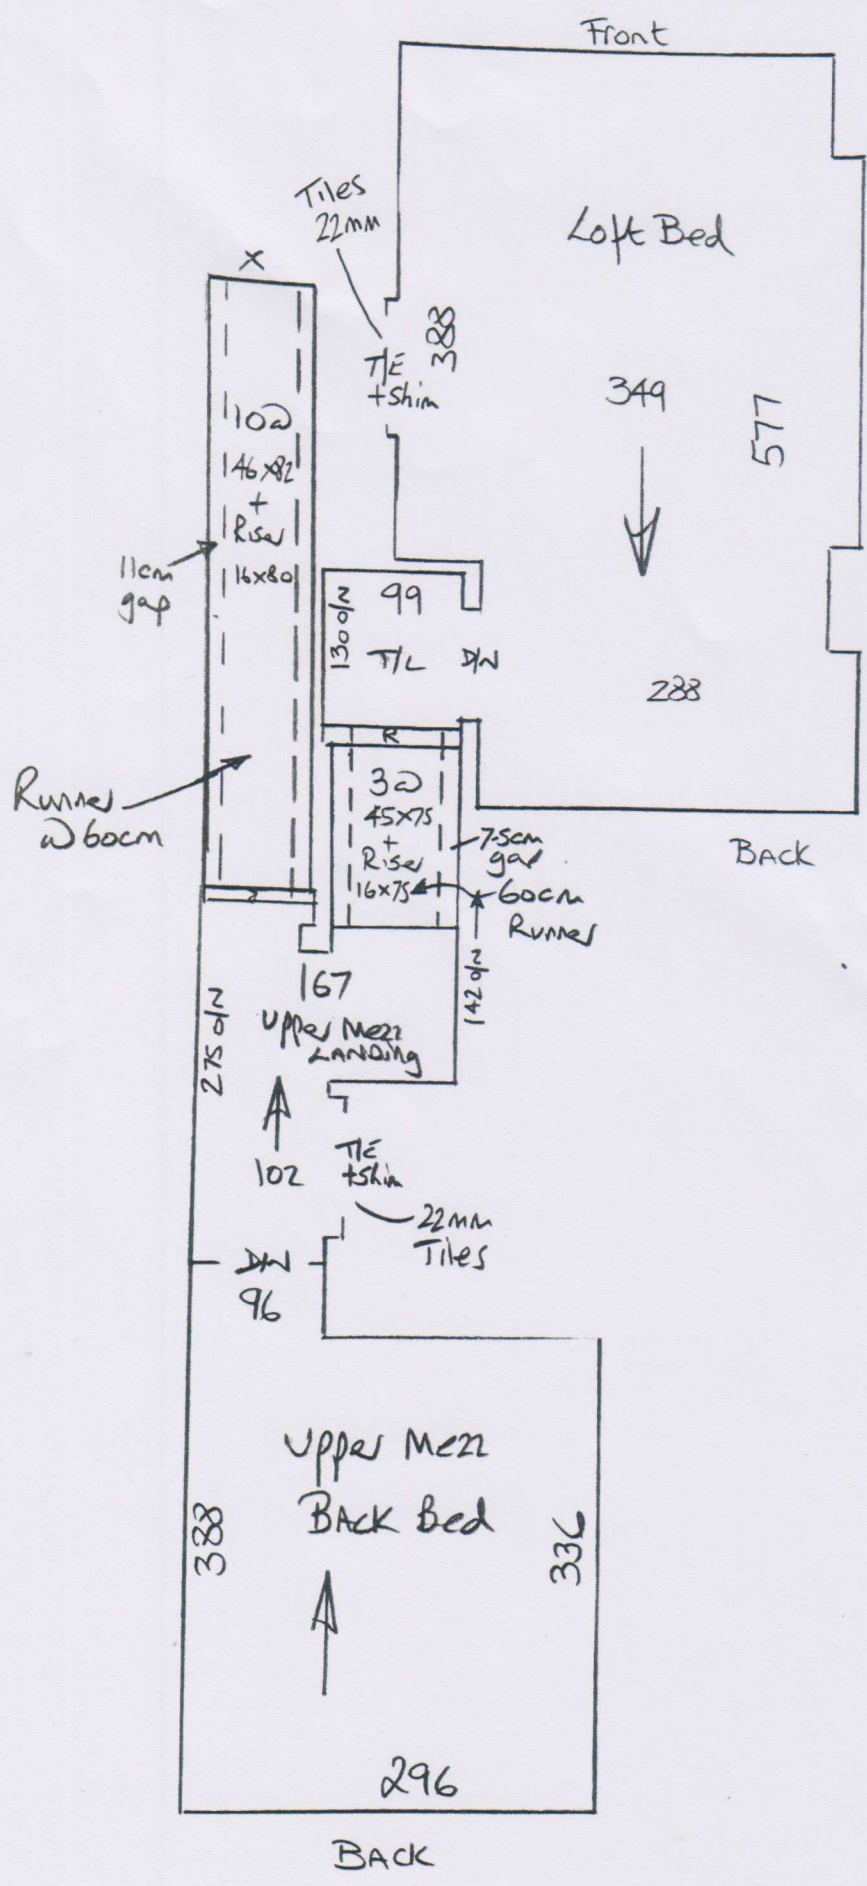 Front
Tiles
22mm
Loft Bed
X
T/E
+Shim
388
349
577
10@
46x82
+
Riser
16x80
11cm
gap
130 o/N
99
T/L
D/W
288
R
Runner
@ 60cm
3@
45x75
+
Riser
16x75
7.5cm
gap
60cm
Runner
BACK
167
Upper Mezz
LANDING
275 o/N
142 o/N
102
T/E
+Shim
22mm
Tiles
D/W
96
Upper Mezz
BACK Bed
388
336
296
BACK